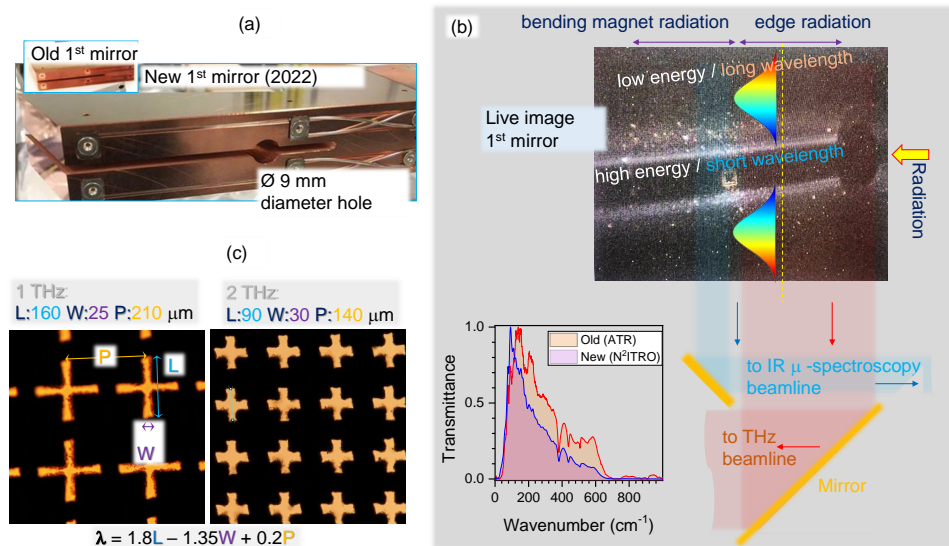 (a)
Old 1st mirror
New 1st mirror (2022)
Ø 9 mm
diameter hole
(b)
bending magnet radiation
edge radiation
low energy / long wavelength
Live image
1st mirror
high energy / short wavelength
Radiation
to IR μ -spectroscopy
beamline
to THz
beamline
Mirror
Transmittance
1.0
0.5
0.0
Old (ATR)
New (N²ITRO)
0 200 400 600 800
Wavenumber (cm⁻¹)
(c)
1 THz:
L:160 W:25 P:210 μm
2 THz:
L:90 W:30 P:140 μm
P
L
W
λ = 1.8L – 1.35W + 0.2P